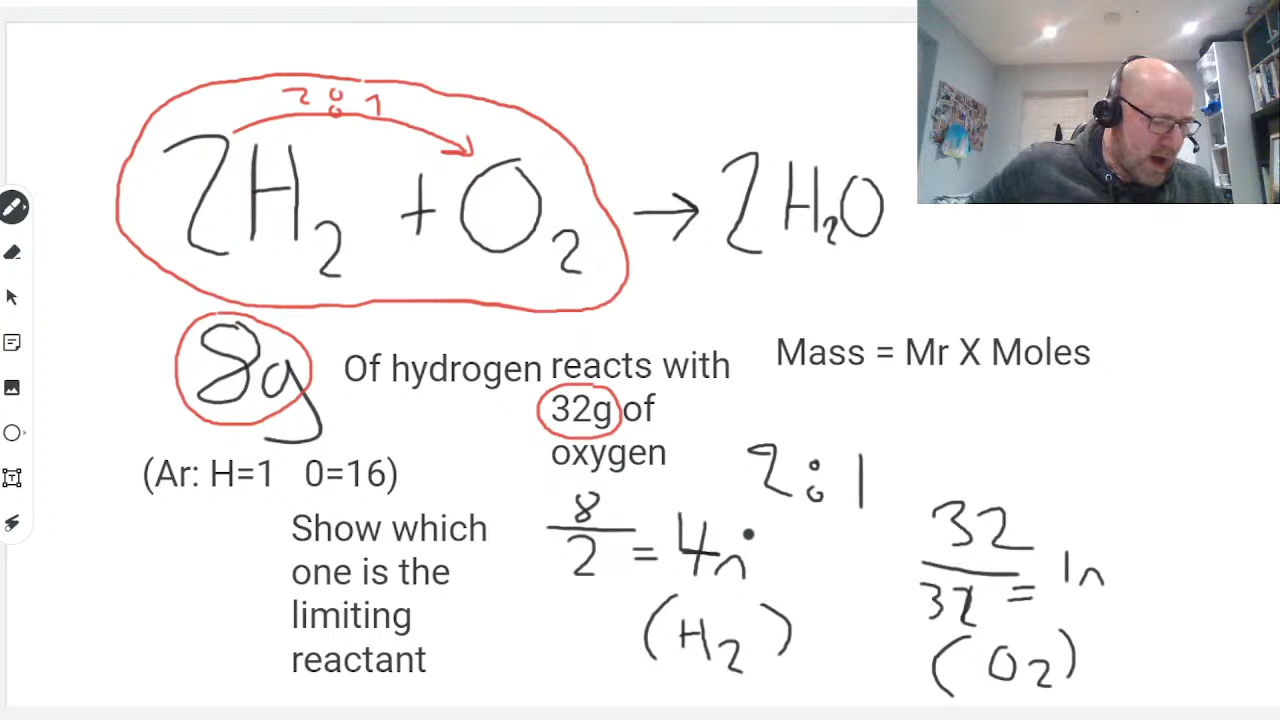 2 : 1
2H₂ + O₂ → 2H₂O
8g Of hydrogen reacts with
32g of
oxygen
Mass = Mr X Moles
(Ar: H=1 0=16)
Show which
one is the
limiting
reactant
2 : 1
8/2 = 4n
(H₂)
32/32 = 1n
(O₂)